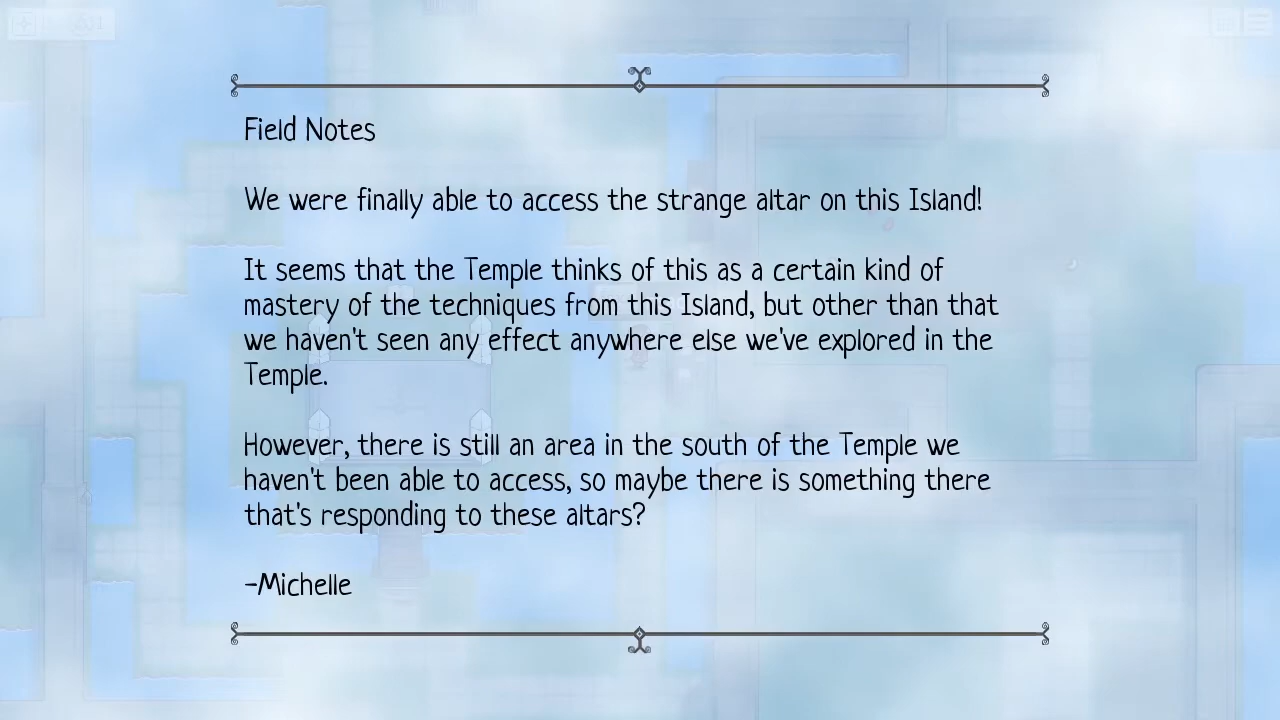 Field Notes
We were finally able to access the strange altar on this Island!
It seems that the Temple thinks of this as a certain kind of
mastery of the techniques from this Island, but other than that
we haven't seen any effect anywhere else we've explored in the
Temple.
However, there is still an area in the south of the Temple we
haven't been able to access, so maybe there is something there
that's responding to these altars?
-Michelle